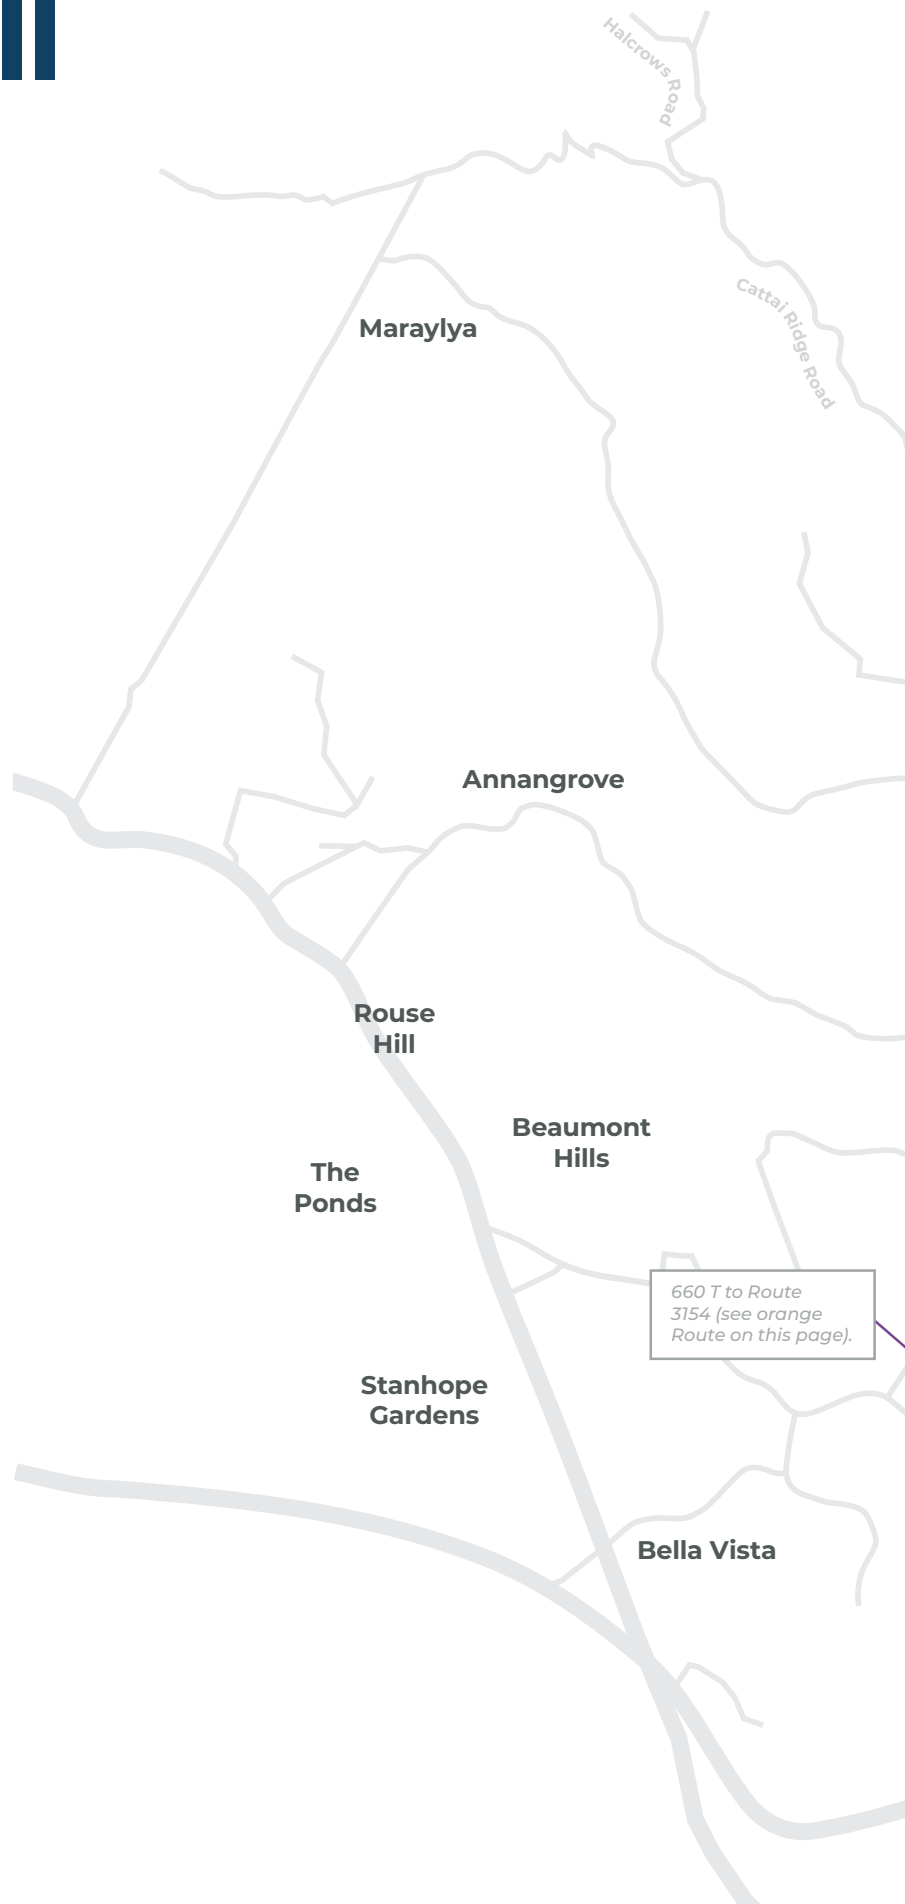 Halcrows Road
Cattai Ridge Road
Maraylya
Annangrove
Rouse
Hill
Beaumont
Hills
The
Ponds
660 T to Route
3154 (see orange
Route on this page).
Stanhope
Gardens
Bella Vista